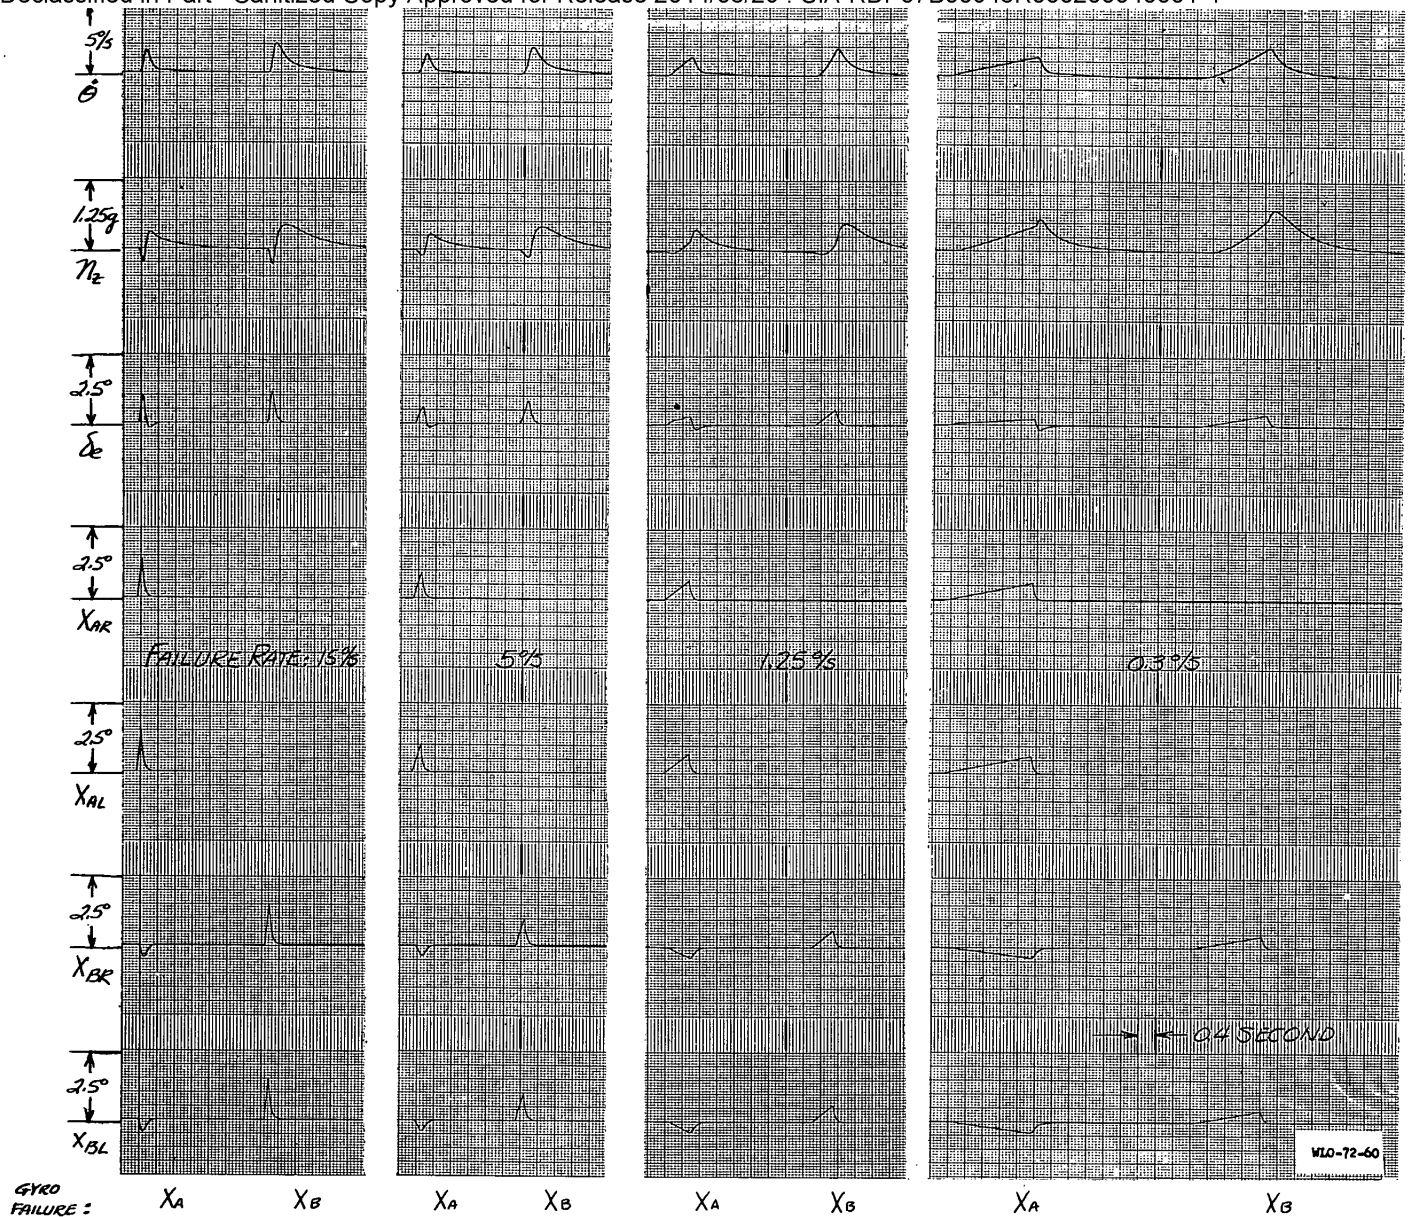 5°/s
θ̇
1.25g
n_z
2.5°
δe
2.5°
X_AR
FAILURE RATE: 15°/s 5°/s 1.25°/s 0.3°/s
2.5°
X_AL
2.5°
X_BR
0.4 SECOND
2.5°
X_BL
WLO-72-60
GYRO
FAILURE: X_A X_B X_A X_B X_A X_B X_A X_B